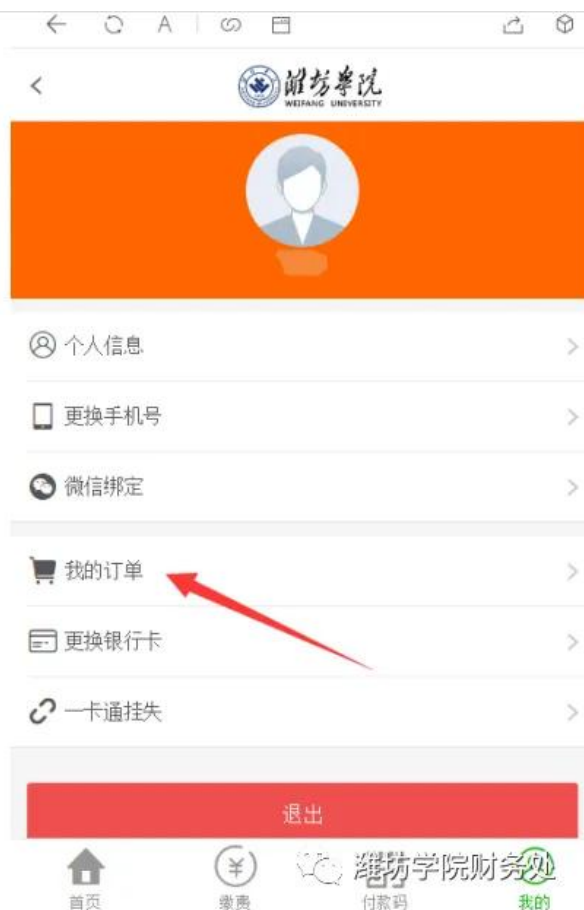 A
潍坊学院
WEIFANG UNIVERSITY
个人信息
更换手机号
微信绑定
我的订单
更换银行卡
一卡通挂失
退出
潍坊学院财务处
首页
缴费
付款码
我的